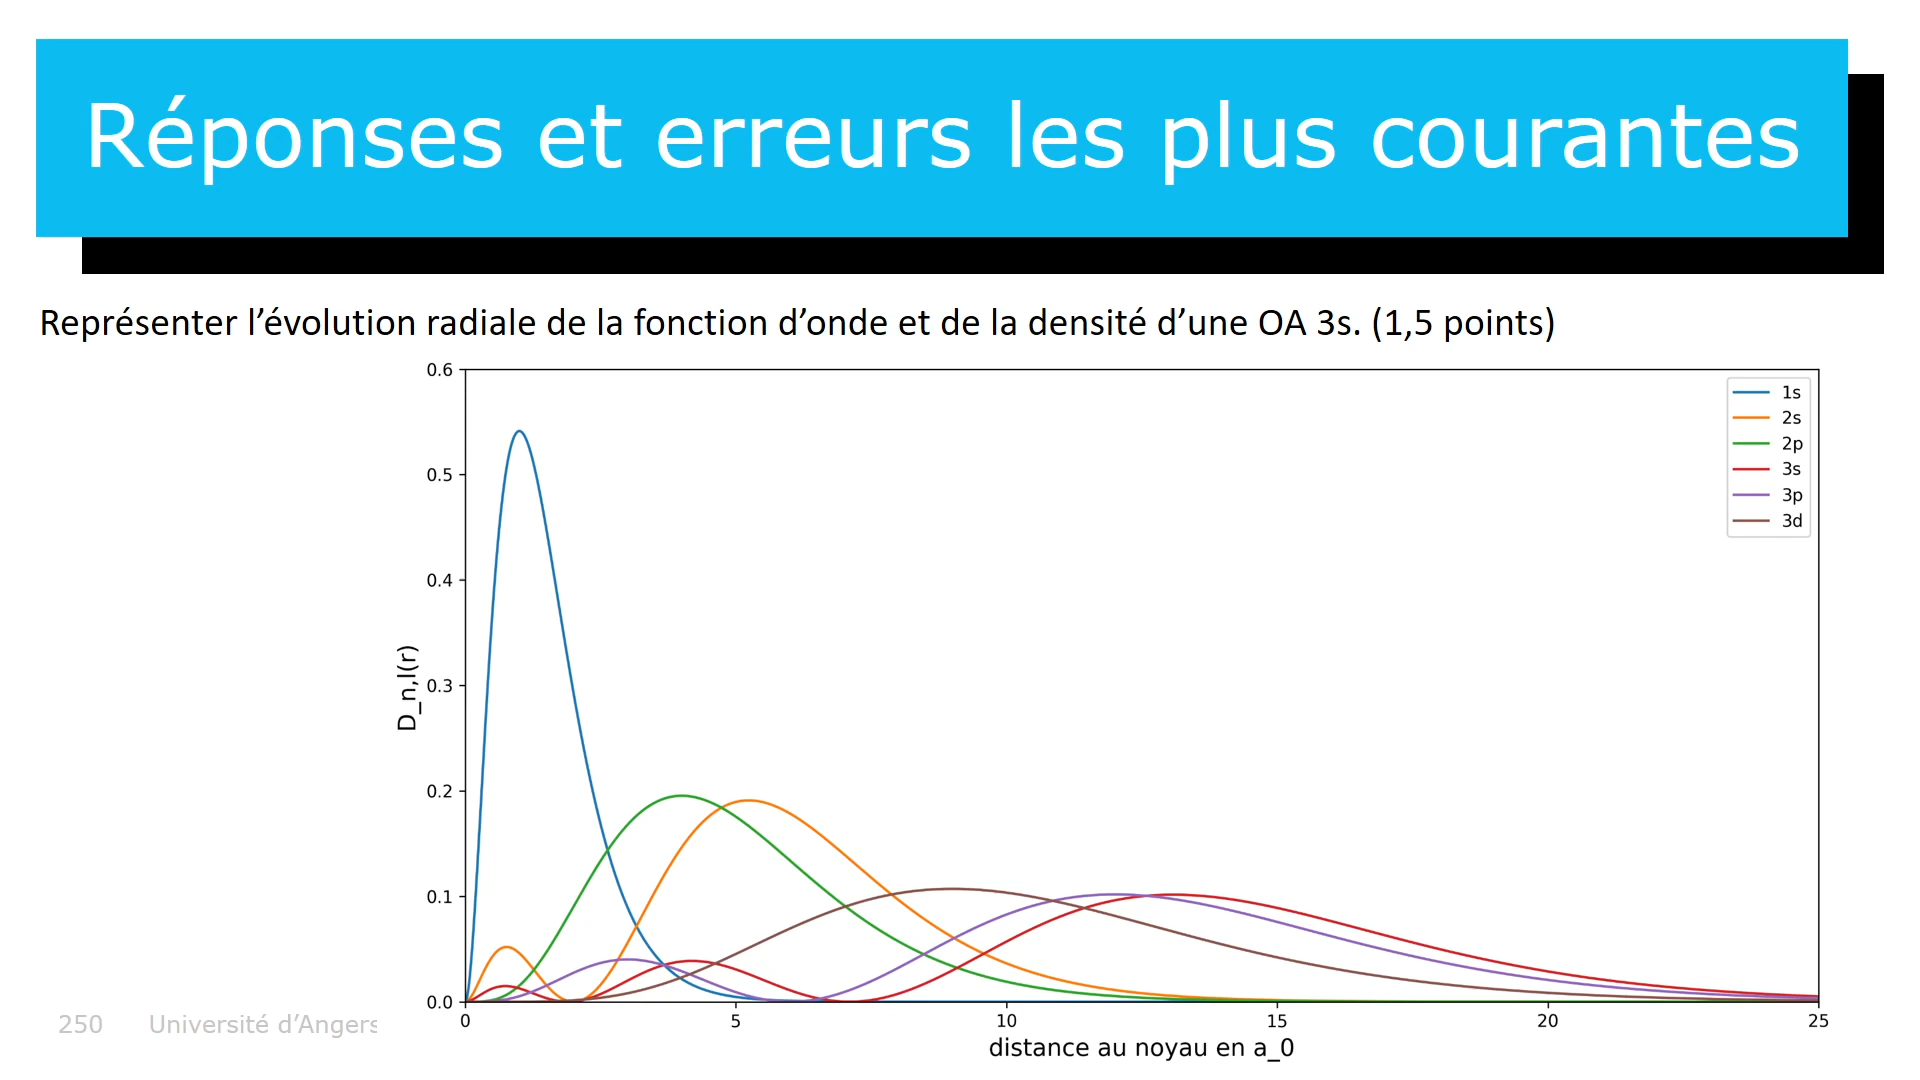 Réponses et erreurs les plus courantes
Représenter l’évolution radiale de la fonction d’onde et de la densité d’une OA 3s. (1,5 points)
0.6
0.5
0.4
0.3
0.2
0.1
0.0
D_n,l(r)
1s
2s
2p
3s
3p
3d
0 5 10 15 20 25
distance au noyau en a_0
250 Université d’Angers